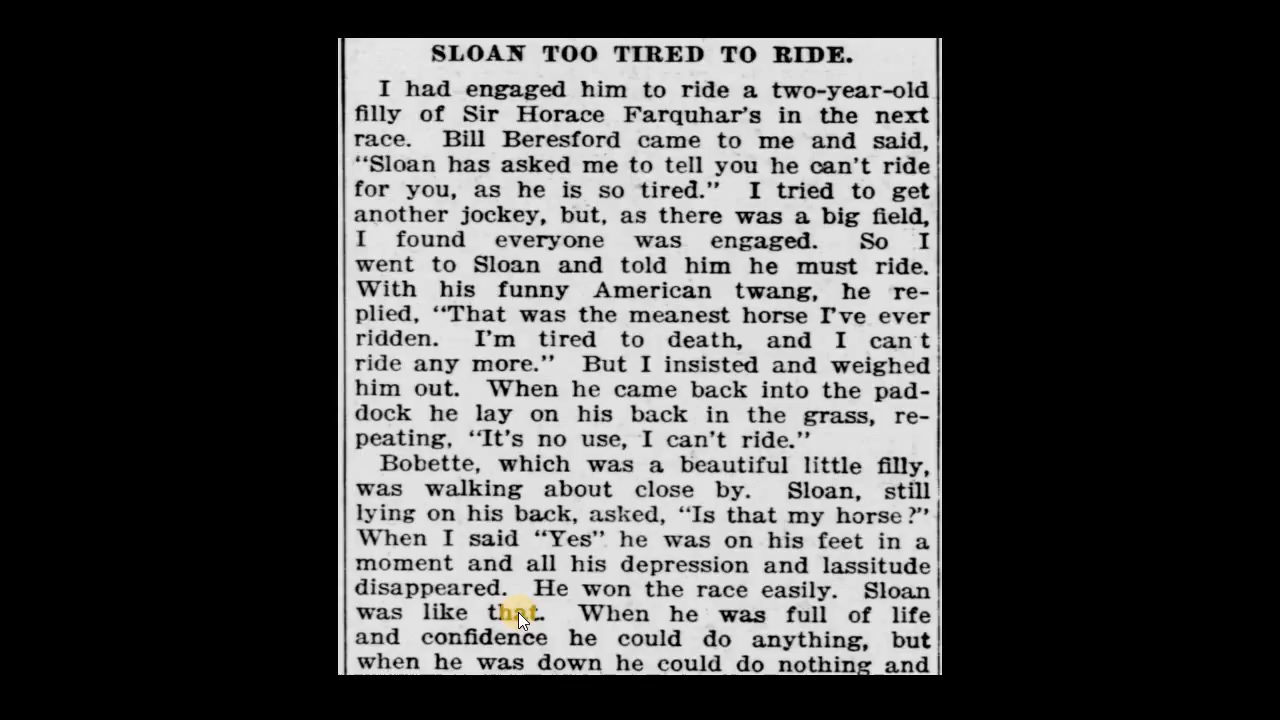 SLOAN TOO TIRED TO RIDE.
I had engaged him to ride a two-year-old
filly of Sir Horace Farquhar's in the next
race. Bill Beresford came to me and said,
"Sloan has asked me to tell you he can't ride
for you, as he is so tired." I tried to get
another jockey, but, as there was a big field,
I found everyone was engaged. So I
went to Sloan and told him he must ride.
With his funny American twang, he re-
plied, "That was the meanest horse I've ever
ridden. I'm tired to death, and I can t
ride any more." But I insisted and weighed
him out. When he came back into the pad-
dock he lay on his back in the grass, re-
peating, "It's no use, I can't ride."
Bobette, which was a beautiful little filly,
was walking about close by. Sloan, still
lying on his back, asked, "Is that my horse?"
When I said "Yes" he was on his feet in a
moment and all his depression and lassitude
disappeared. He won the race easily. Sloan
was like that. When he was full of life
and confidence he could do anything, but
when he was down he could do nothing and